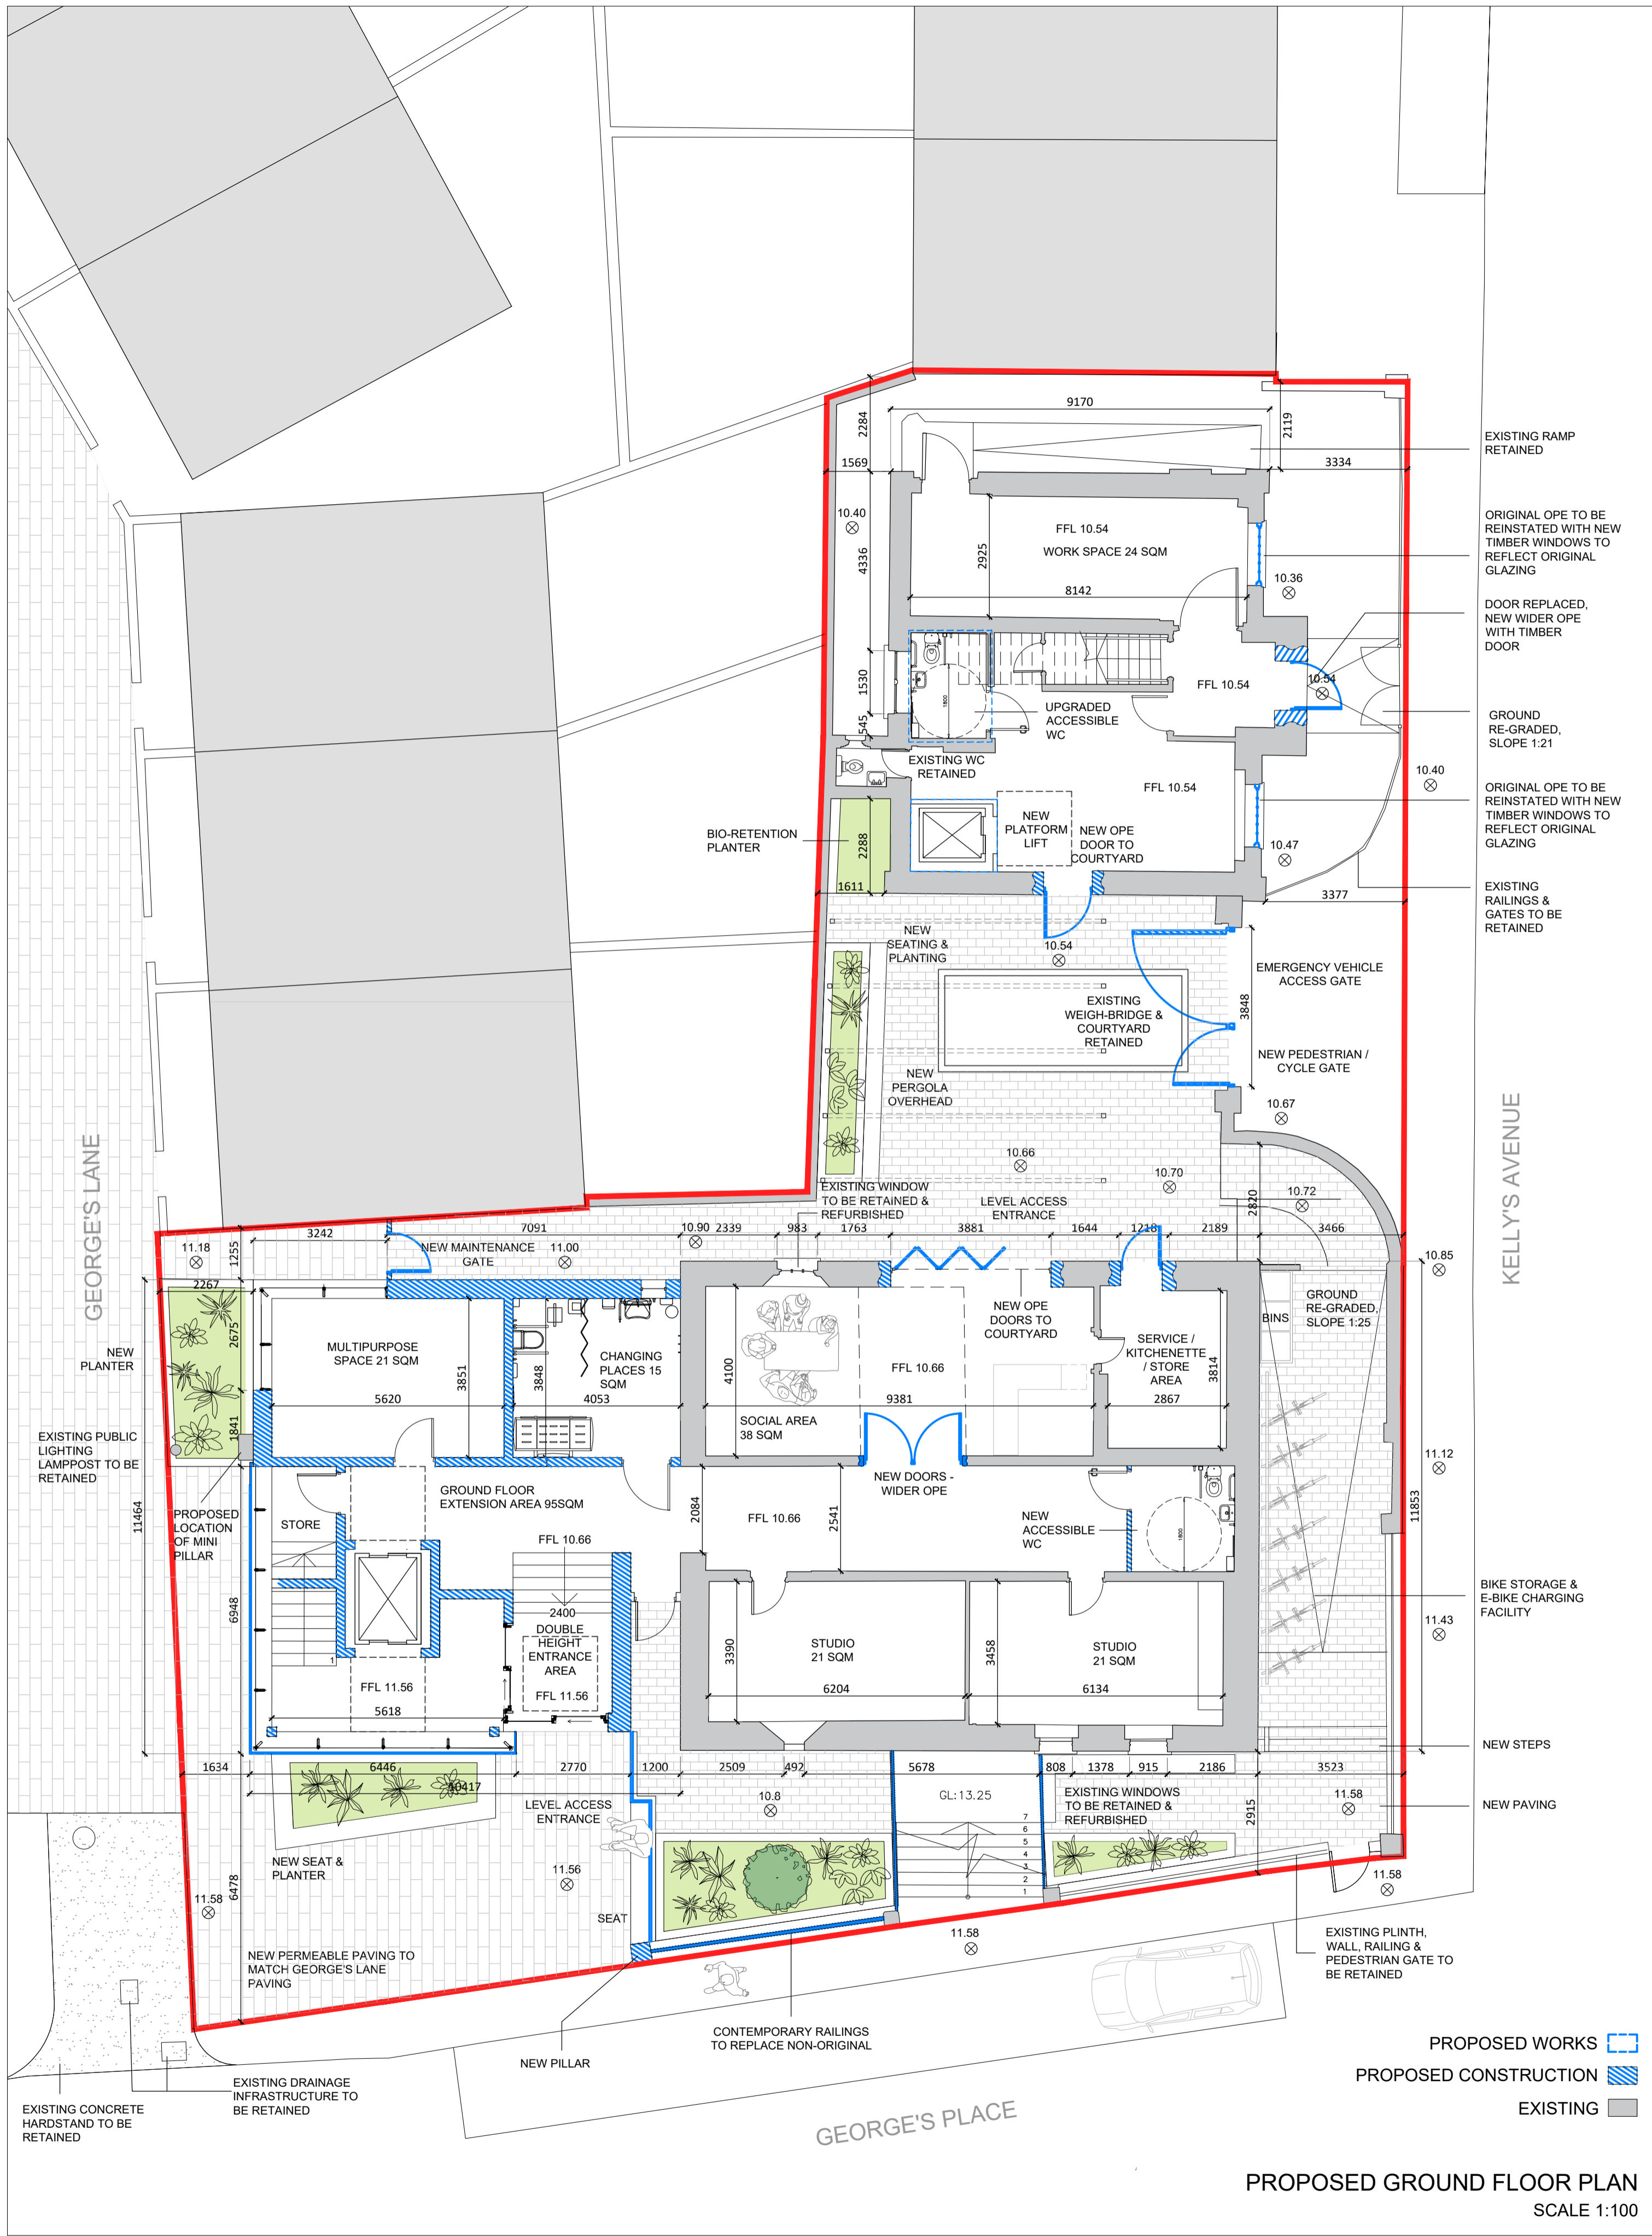 9170
2284
2119
EXISTING RAMP
RETAINED
1569
3334
10.40
FFL 10.54
WORK SPACE 24 SQM
2925
4336
8142
ORIGINAL OPE TO BE
REINSTATED WITH NEW
TIMBER WINDOWS TO
REFLECT ORIGINAL
GLAZING
10.36
DOOR REPLACED,
NEW WIDER OPE
WITH TIMBER
DOOR
1530
1800
FFL 10.54
10.54
UPGRADED
ACCESSIBLE
WC
545
GROUND
RE-GRADED,
SLOPE 1:21
EXISTING WC
RETAINED
10.40
FFL 10.54
ORIGINAL OPE TO BE
REINSTATED WITH NEW
TIMBER WINDOWS TO
REFLECT ORIGINAL
GLAZING
NEW
PLATFORM
LIFT
NEW OPE
DOOR TO
COURTYARD
BIO-RETENTION
PLANTER
2288
10.47
1611
3377
EXISTING
RAILINGS &
GATES TO BE
RETAINED
NEW
SEATING &
PLANTING
10.54
EMERGENCY VEHICLE
ACCESS GATE
EXISTING
WEIGH-BRIDGE &
COURTYARD
RETAINED
3848
NEW PEDESTRIAN /
CYCLE GATE
NEW
PERGOLA
OVERHEAD
10.67
GEORGE'S LANE
KELLY'S AVENUE
10.66
10.70
10.72
2820
EXISTING WINDOW
TO BE RETAINED &
REFURBISHED
LEVEL ACCESS
ENTRANCE
3242
7091
10.90
2339
983
1763
3881
1644
1218
2189
3466
11.18
1255
NEW MAINTENANCE
GATE
11.00
10.85
2267
NEW
PLANTER
2675
MULTIPURPOSE
SPACE 21 SQM
3851
5620
3848
CHANGING
PLACES 15
SQM
4053
4100
NEW OPE
DOORS TO
COURTYARD
FFL 10.66
9381
SOCIAL AREA
38 SQM
SERVICE /
KITCHENETTE
/ STORE
AREA
3814
2867
BINS
GROUND
RE-GRADED,
SLOPE 1:25
1841
EXISTING PUBLIC
LIGHTING
LAMPPOST TO BE
RETAINED
11.12
11464
11853
PROPOSED
LOCATION
OF MINI
PILLAR
STORE
GROUND FLOOR
EXTENSION AREA 95SQM
FFL 10.66
2084
FFL 10.66
2541
NEW DOORS -
WIDER OPE
NEW
ACCESSIBLE
WC
1800
6948
2400
DOUBLE
HEIGHT
ENTRANCE
AREA
FFL 11.56
1
FFL 11.56
5618
3390
STUDIO
21 SQM
6204
3458
STUDIO
21 SQM
6134
BIKE STORAGE &
E-BIKE CHARGING
FACILITY
11.43
NEW STEPS
1634
6446
10417
2770
1200
2509
492
5678
808
1378
915
2186
3523
10.8
GL:13.25
EXISTING WINDOWS
TO BE RETAINED &
REFURBISHED
2915
11.58
NEW PAVING
LEVEL ACCESS
ENTRANCE
7
6
5
4
3
2
1
NEW SEAT &
PLANTER
11.56
6478
11.58
SEAT
11.58
11.58
NEW PERMEABLE PAVING TO
MATCH GEORGE'S LANE
PAVING
EXISTING PLINTH,
WALL, RAILING &
PEDESTRIAN GATE TO
BE RETAINED
CONTEMPORARY RAILINGS
TO REPLACE NON-ORIGINAL
NEW PILLAR
EXISTING DRAINAGE
INFRASTRUCTURE TO
BE RETAINED
EXISTING CONCRETE
HARDSTAND TO BE
RETAINED
GEORGE'S PLACE
PROPOSED WORKS
PROPOSED CONSTRUCTION
EXISTING
PROPOSED GROUND FLOOR PLAN
SCALE 1:100